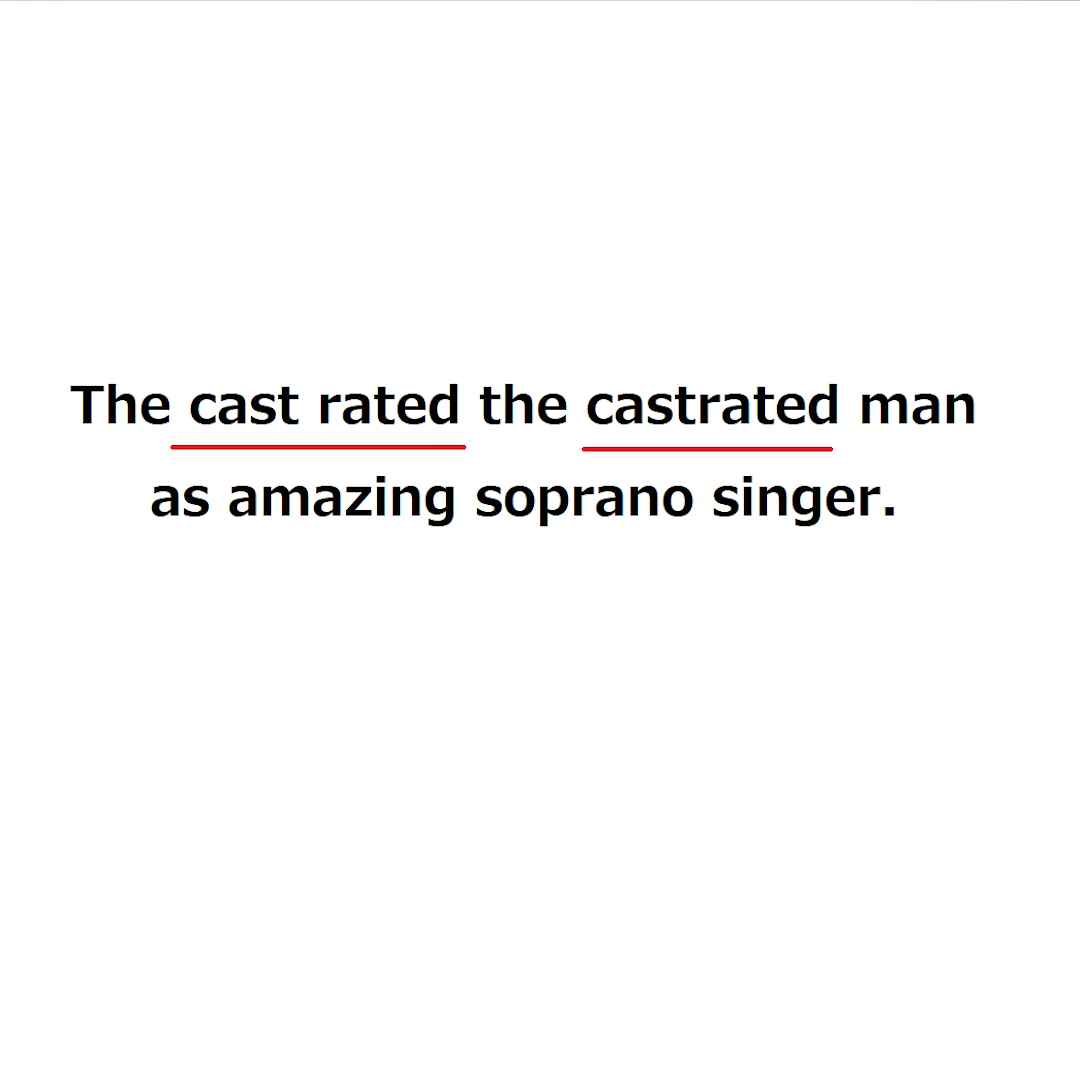 The cast rated the castrated man
as amazing soprano singer.